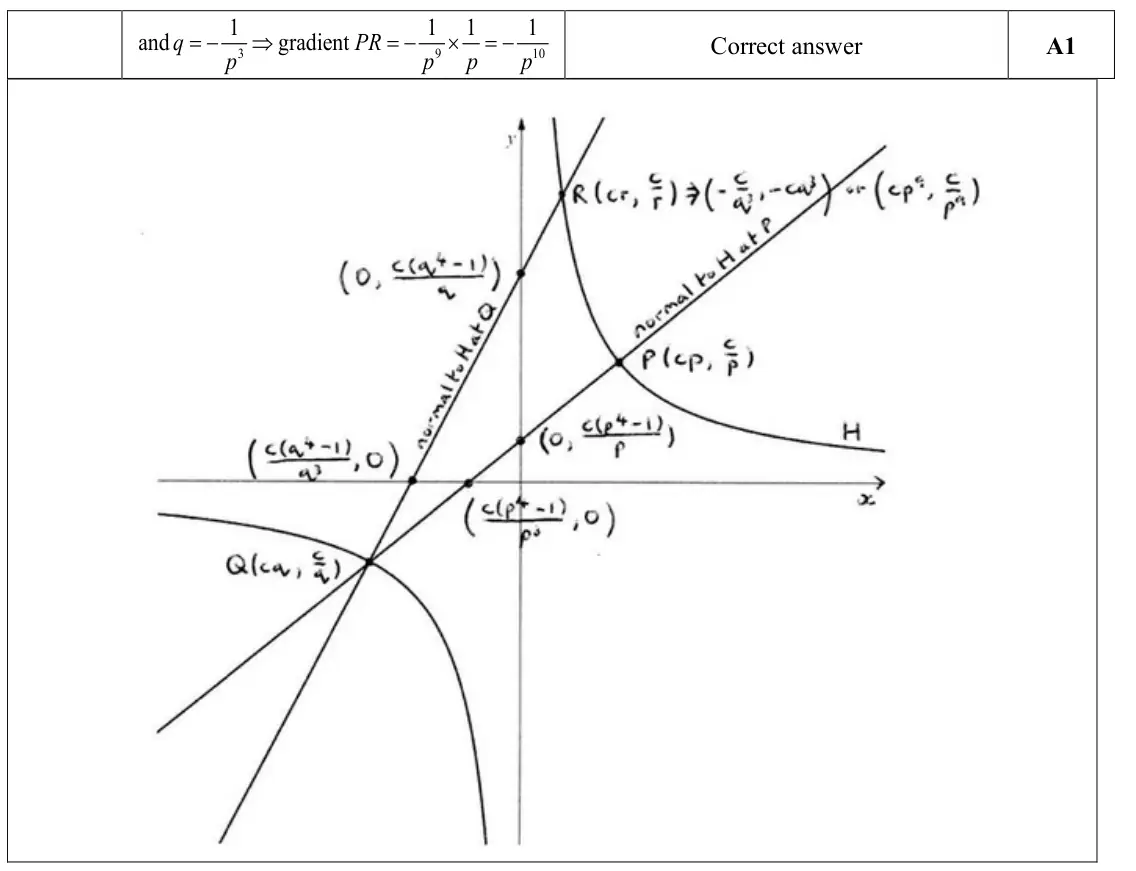 and q = −1/p³ ⇒ gradient PR = −1/p⁹ × 1/p = −1/p¹⁰ Correct answer A1
y
R(cr, c/r) ⇒ (−c/q³, −cq³) or (cp⁹, c/p⁹)
normal to H at P
(0, c(q⁴−1)/q)
normal to H at Q
P(cp, c/p)
(0, c(p⁴−1)/p)
H
(c(q⁴−1)/q³, 0)
x
(c(p⁴−1)/p³, 0)
Q(cq, c/q)